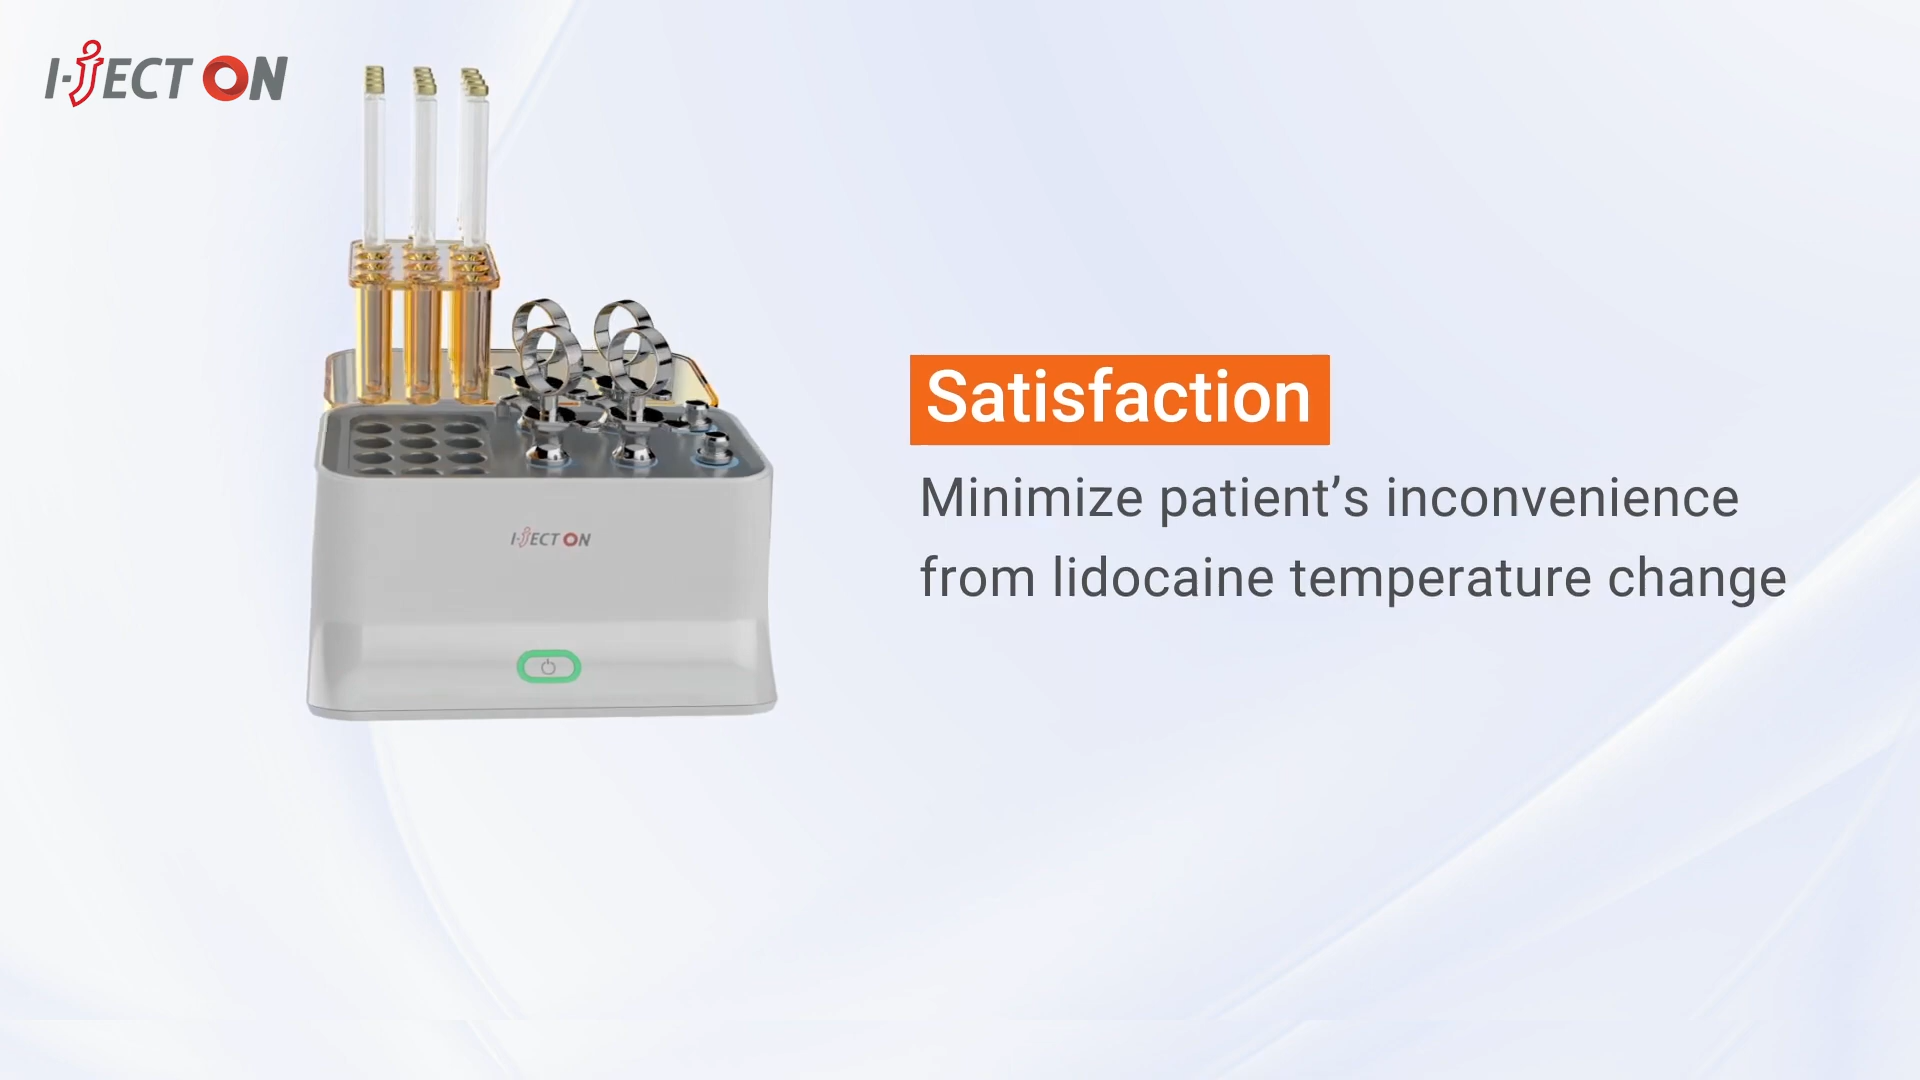 I-JECT ON
Satisfaction
Minimize patient’s inconvenience
from lidocaine temperature change
I-JECT ON